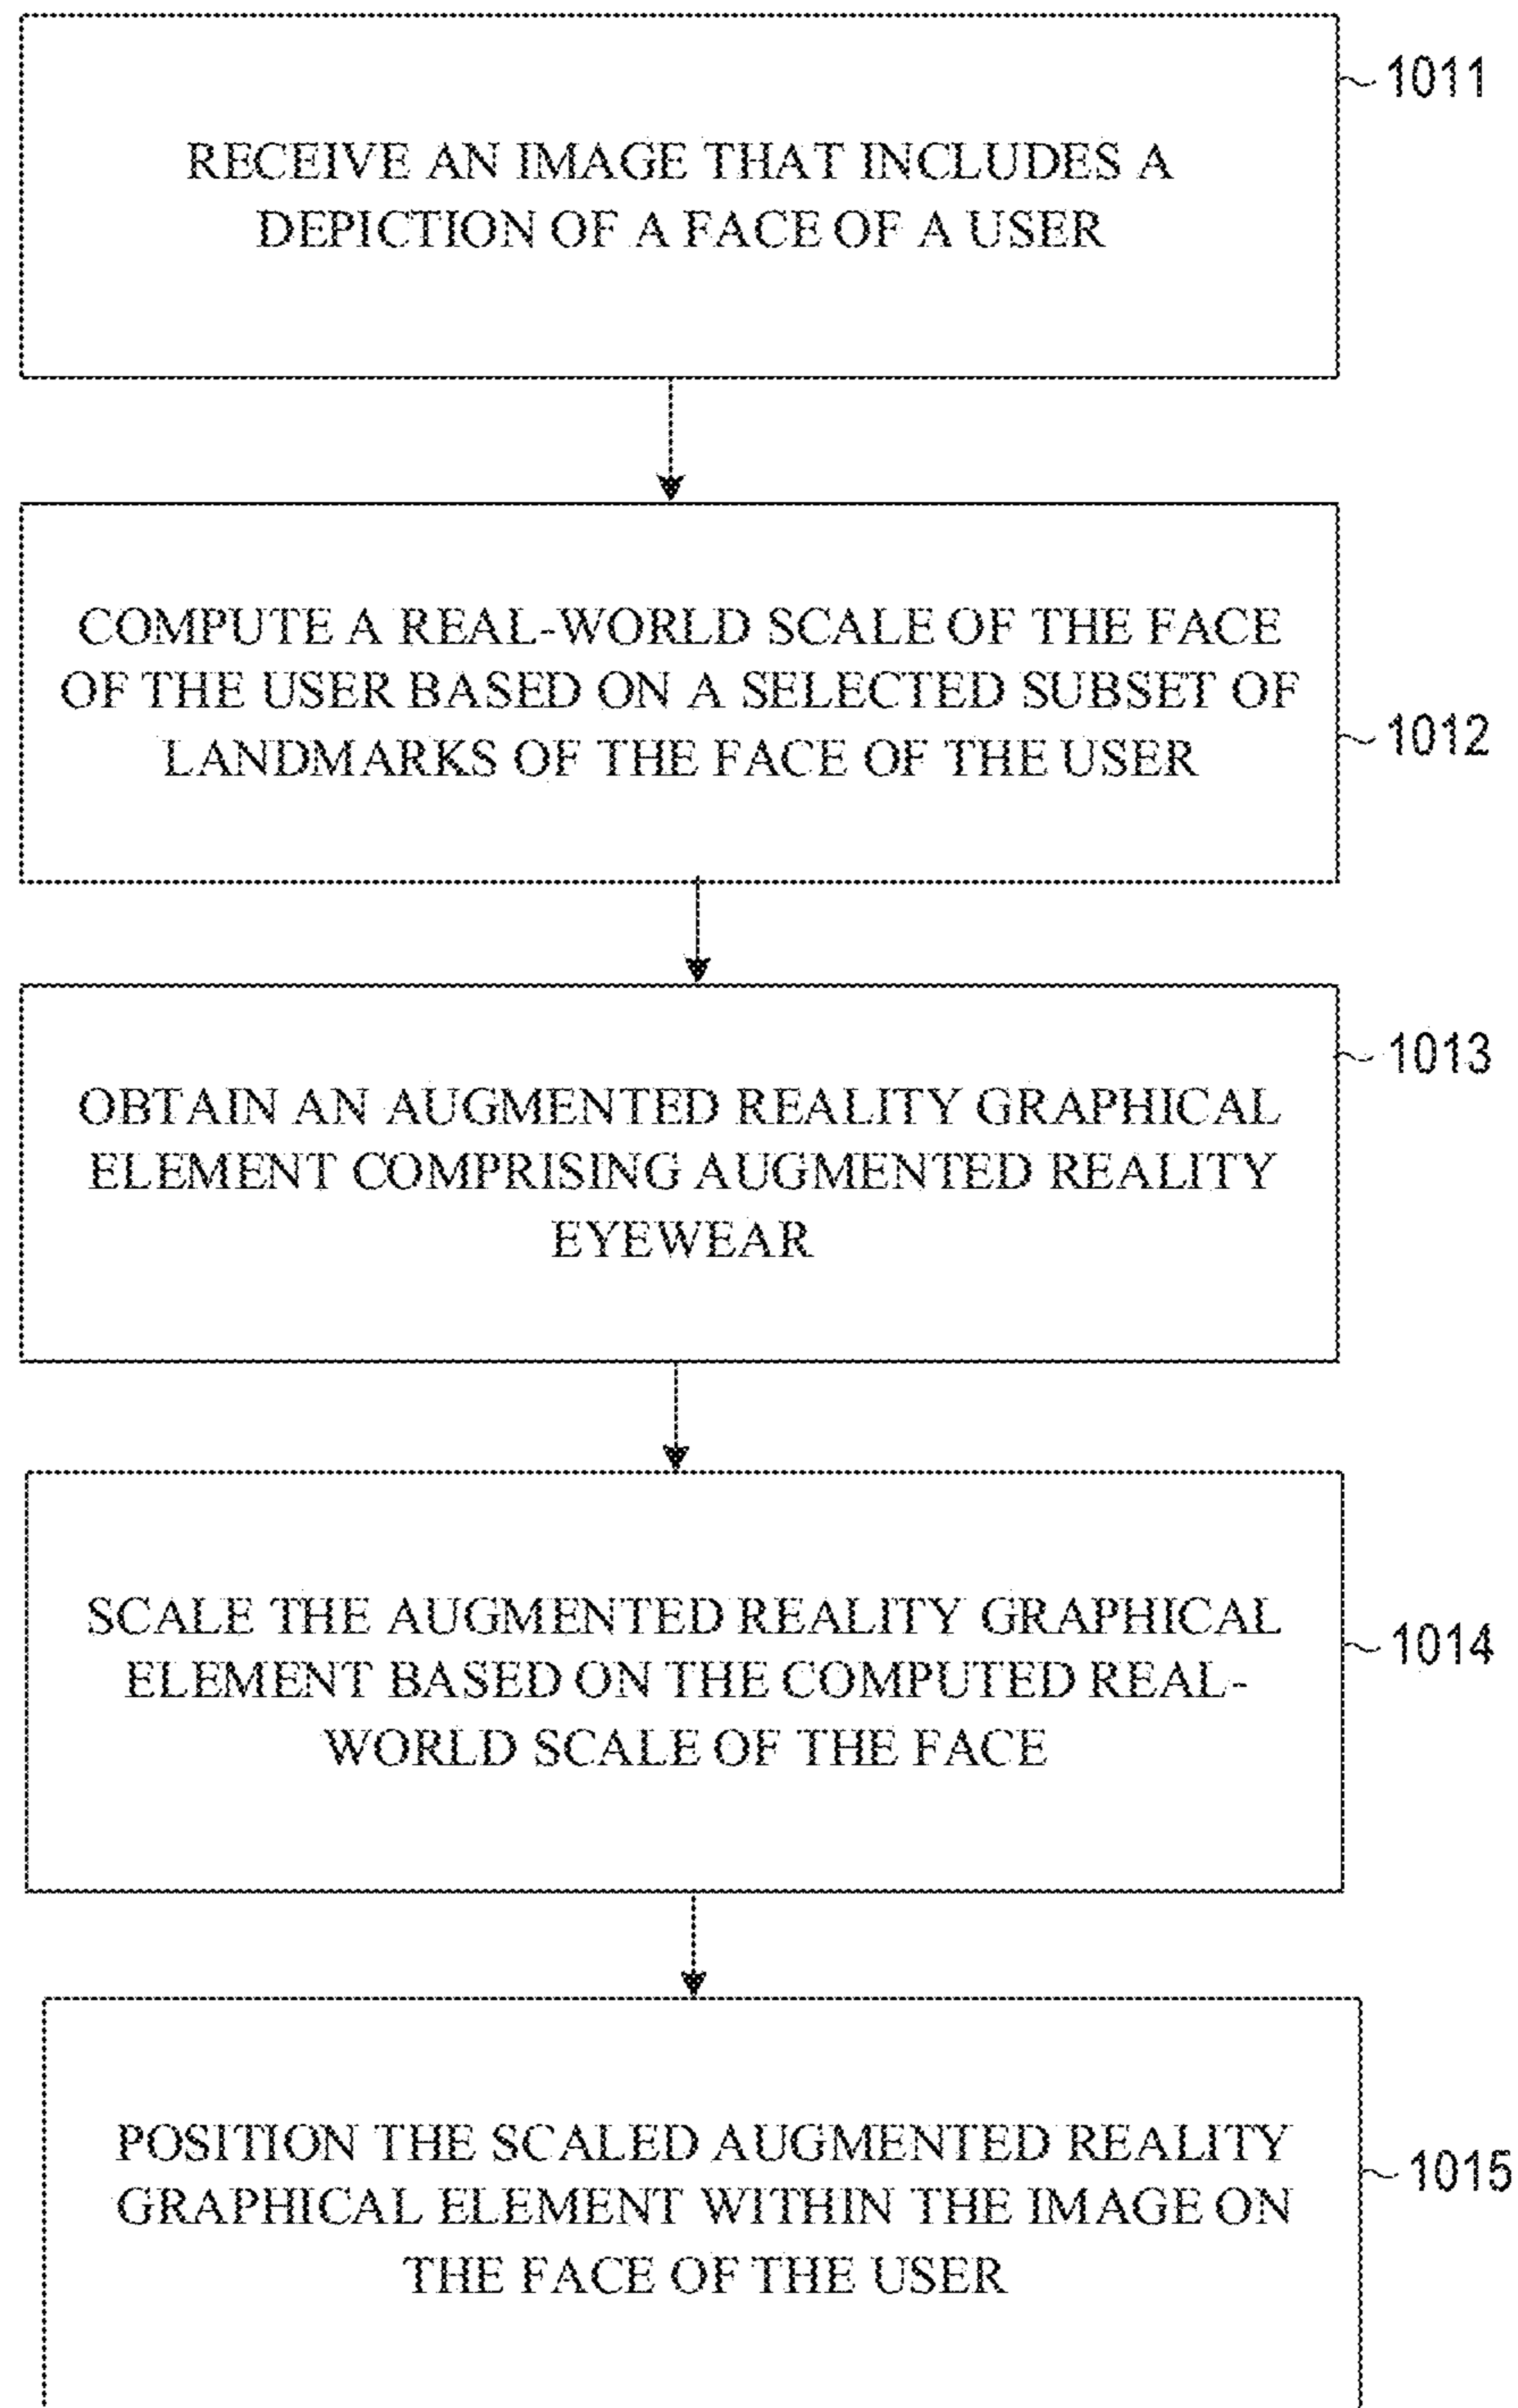 RECEIVE AN IMAGE THAT INCLUDES A
DEPICTION OF A FACE OF A USER
1011
COMPUTE A REAL-WORLD SCALE OF THE FACE
OF THE USER BASED ON A SELECTED SUBSET OF
LANDMARKS OF THE FACE OF THE USER
1012
OBTAIN AN AUGMENTED REALITY GRAPHICAL
ELEMENT COMPRISING AUGMENTED REALITY
EYEWEAR
1013
SCALE THE AUGMENTED REALITY GRAPHICAL
ELEMENT BASED ON THE COMPUTED REAL-
WORLD SCALE OF THE FACE
1014
POSITION THE SCALED AUGMENTED REALITY
GRAPHICAL ELEMENT WITHIN THE IMAGE ON
THE FACE OF THE USER
1015